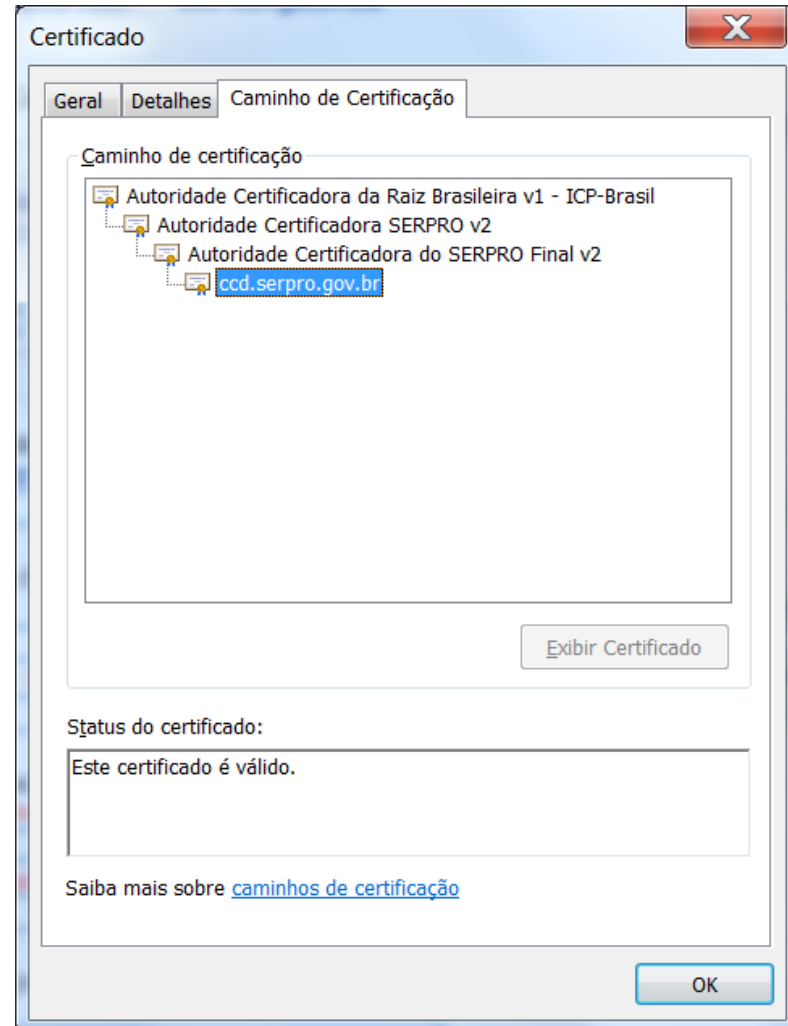 Certificado
X
Geral Detalhes Caminho de Certificação
Caminho de certificação
Autoridade Certificadora da Raiz Brasileira v1 - ICP-Brasil
Autoridade Certificadora SERPRO v2
Autoridade Certificadora do SERPRO Final v2
ccd.serpro.gov.br
Exibir Certificado
Status do certificado:
Este certificado é válido.
Saiba mais sobre caminhos de certificação
OK